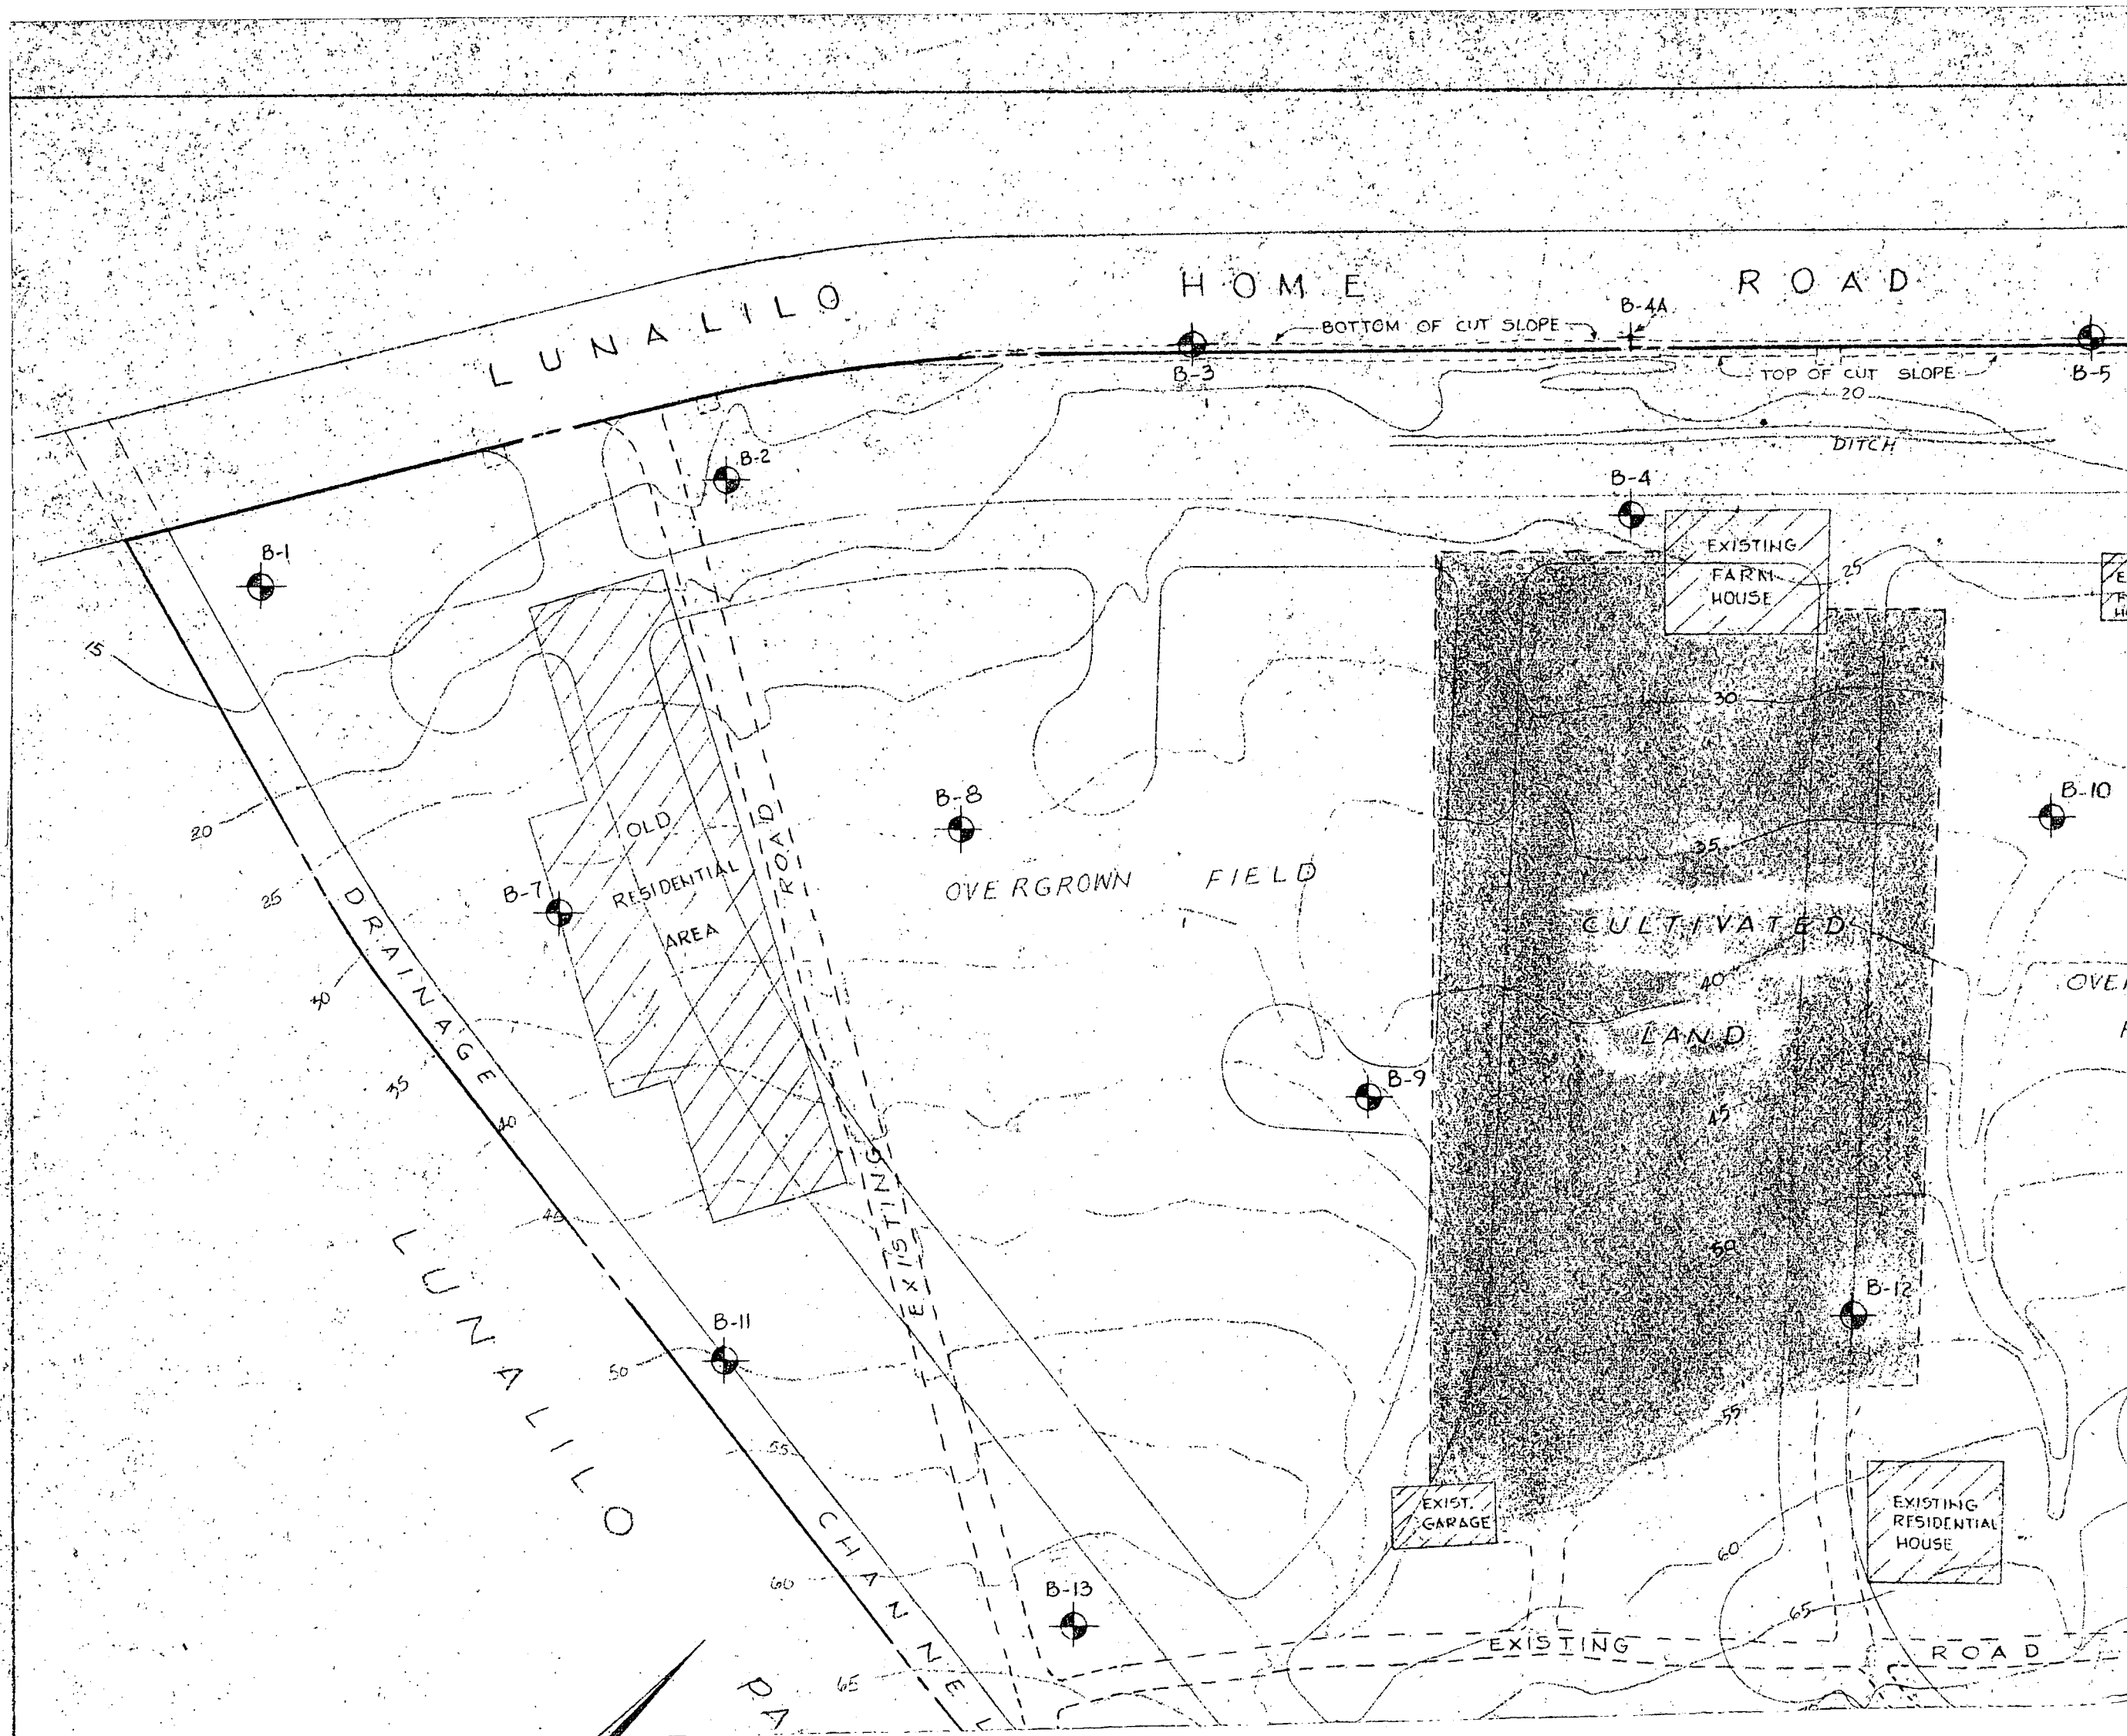 LUNALILO HOME ROAD
B-4A
BOTTOM OF CUT SLOPE
B-3
TOP OF CUT SLOPE
B-5
20
DITCH
B-2
B-4
B-1
EXISTING
FARM
HOUSE
25
15
30
B-8
B-10
20
OLD
RESIDENTIAL
AREA
35
B-7
OVERGROWN FIELD
25
CULTIVATED
LAND
40
30
B-9
35
40
45
45
50
B-12
B-11
50
55
55
EXIST.
GARAGE
EXISTING
RESIDENTIAL
HOUSE
60
60
B-13
65
65
EXISTING ROAD
EXISTING ROAD
DRAINAGE CHANNEL
LUNALILO